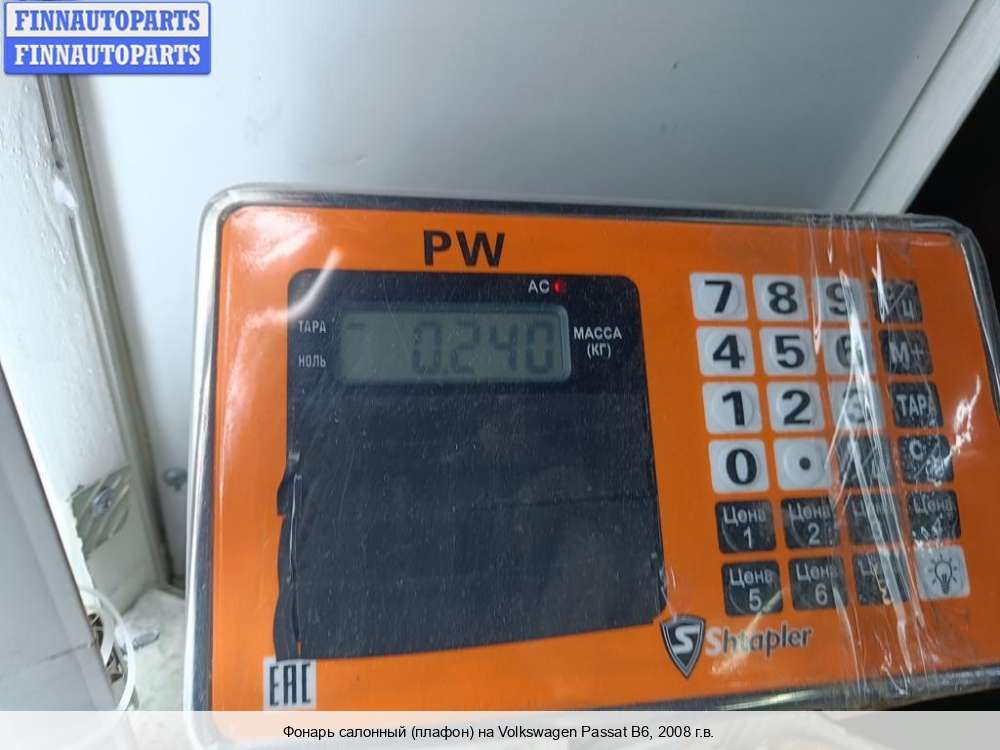 FINNAUTOPARTS
FINNAUTOPARTS
PW
AC
ТАРА
НОЛЬ
0.240
МАССА
(КГ)
7 8 9
4 5 6 M+
1 2 3 ТАРА
0 .
Цена 1
Цена 2
Цена 4
Цена 5
Цена 6
S Shtapler
EAC
Фонарь салонный (плафон) на Volkswagen Passat B6, 2008 г.в.